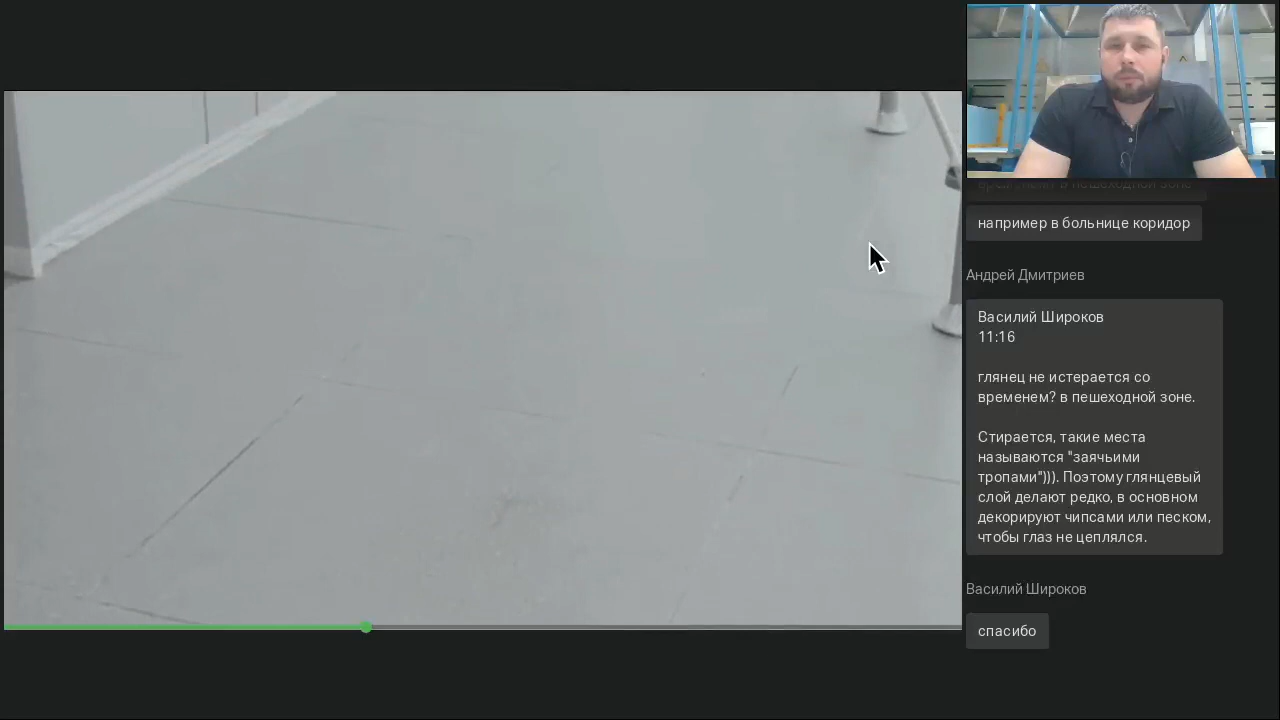 в пешеходной зоне
например в больнице коридор
Андрей Дмитриев
Василий Широков
11:16
глянец не истерается со
временем? в пешеходной зоне.
Стирается, такие места
называются "заячьими
тропами"))). Поэтому глянцевый
слой делают редко, в основном
декорируют чипсами или песком,
чтобы глаз не цеплялся.
Василий Широков
спасибо